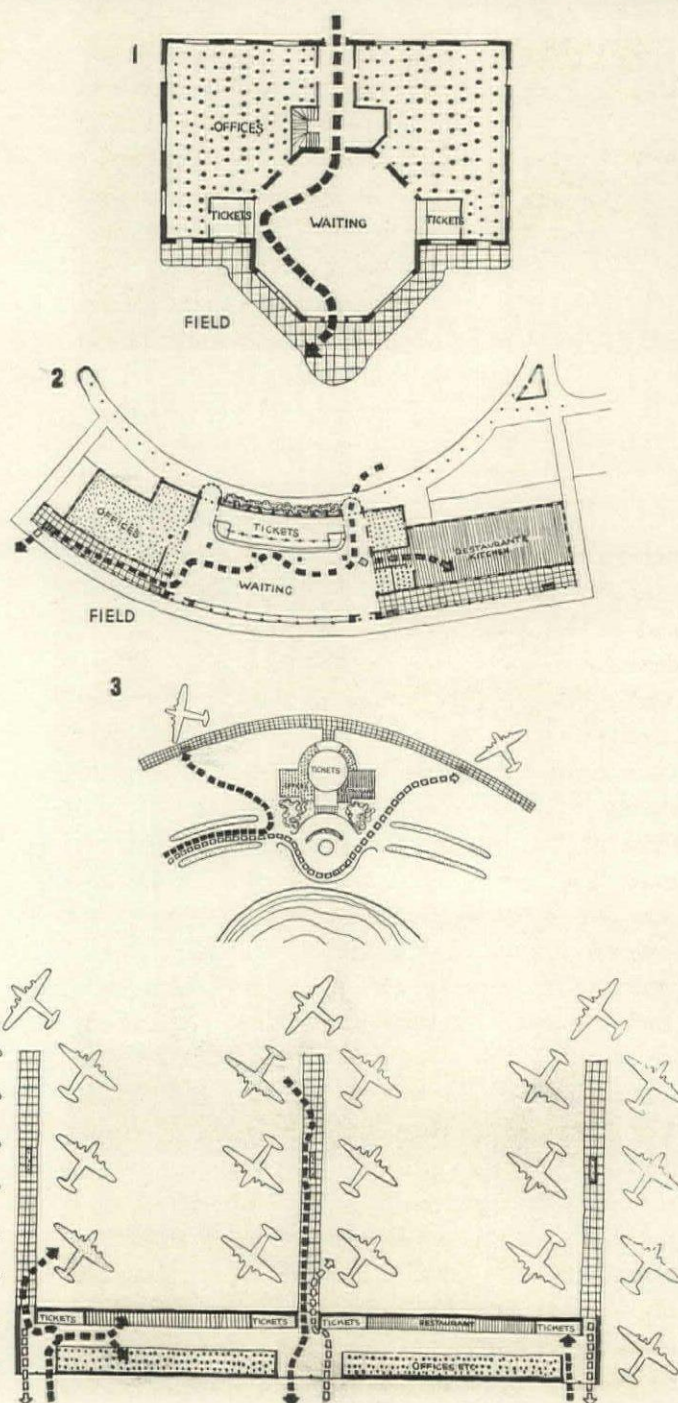 1
OFFICES
TICKETS
WAITING
TICKETS
FIELD
2
OFFICES
TICKETS
WAITING
RESTAURANT &
KITCHEN
FIELD
3
TICKETS
TICKETS
TICKETS
TICKETS
RESTAURANT
TICKETS
OFFICES ETC